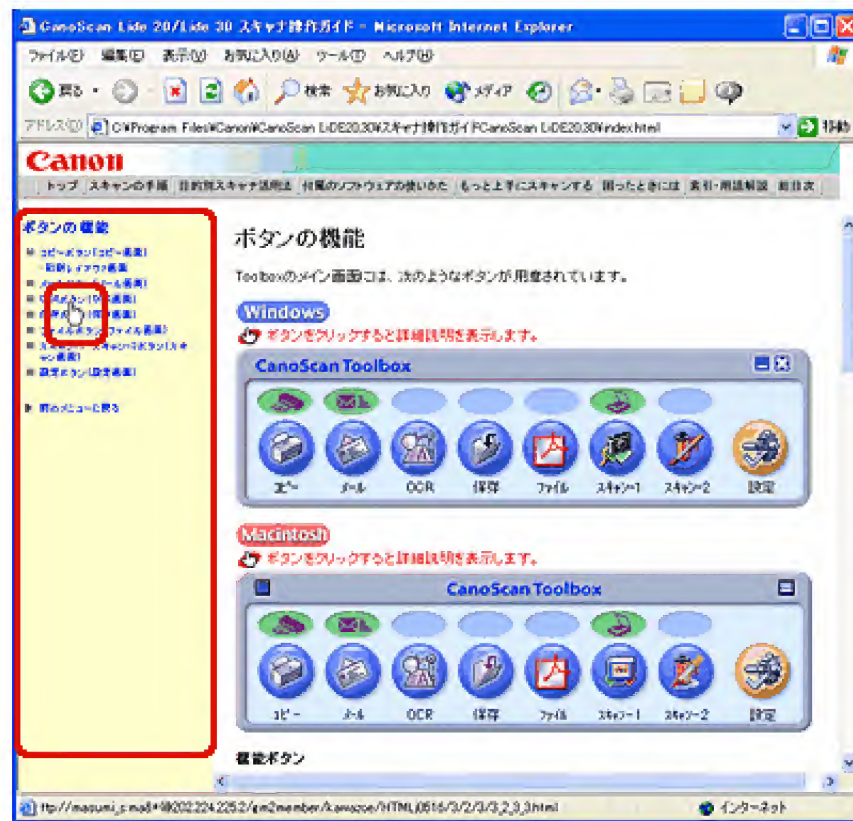 CanoScan Lide 20/Lide 30 スキャナ操作ガイド - Microsoft Internet Explorer
ファイル(F) 編集(E) 表示(V) お気に入り(A) ツール(T) ヘルプ(H)
戻る 検索 お気に入り メディア
アドレス(D) C:¥Program Files¥Canon¥CanoScan LiDE20,30¥スキャナ操作ガイドCanoScan LiDE20,30¥index.html 移動
Canon
トップ スキャンの手順 目的別スキャナ活用法 付属のソフトウェアの使いかた もっと上手にスキャンする 困ったときには 索引・用語解説 総目次
ボタンの機能
コピーボタン(コピー画面)
印刷レイアウト画面
ファイルボタン(ファイル画面)
設定ボタン(設定画面)
前のメニューに戻る
ボタンの機能
Toolboxのメイン画面には、次のようなボタンが用意されています。
Windows
ボタンをクリックすると詳細説明を表示します。
CanoScan Toolbox
コピー メール OCR 保存 ファイル スキャン-1 スキャン-2 設定
Macintosh
ボタンをクリックすると詳細説明を表示します。
CanoScan Toolbox
コピー メール OCR 保存 ファイル スキャン-1 スキャン-2 設定
機能ボタン
インターネット